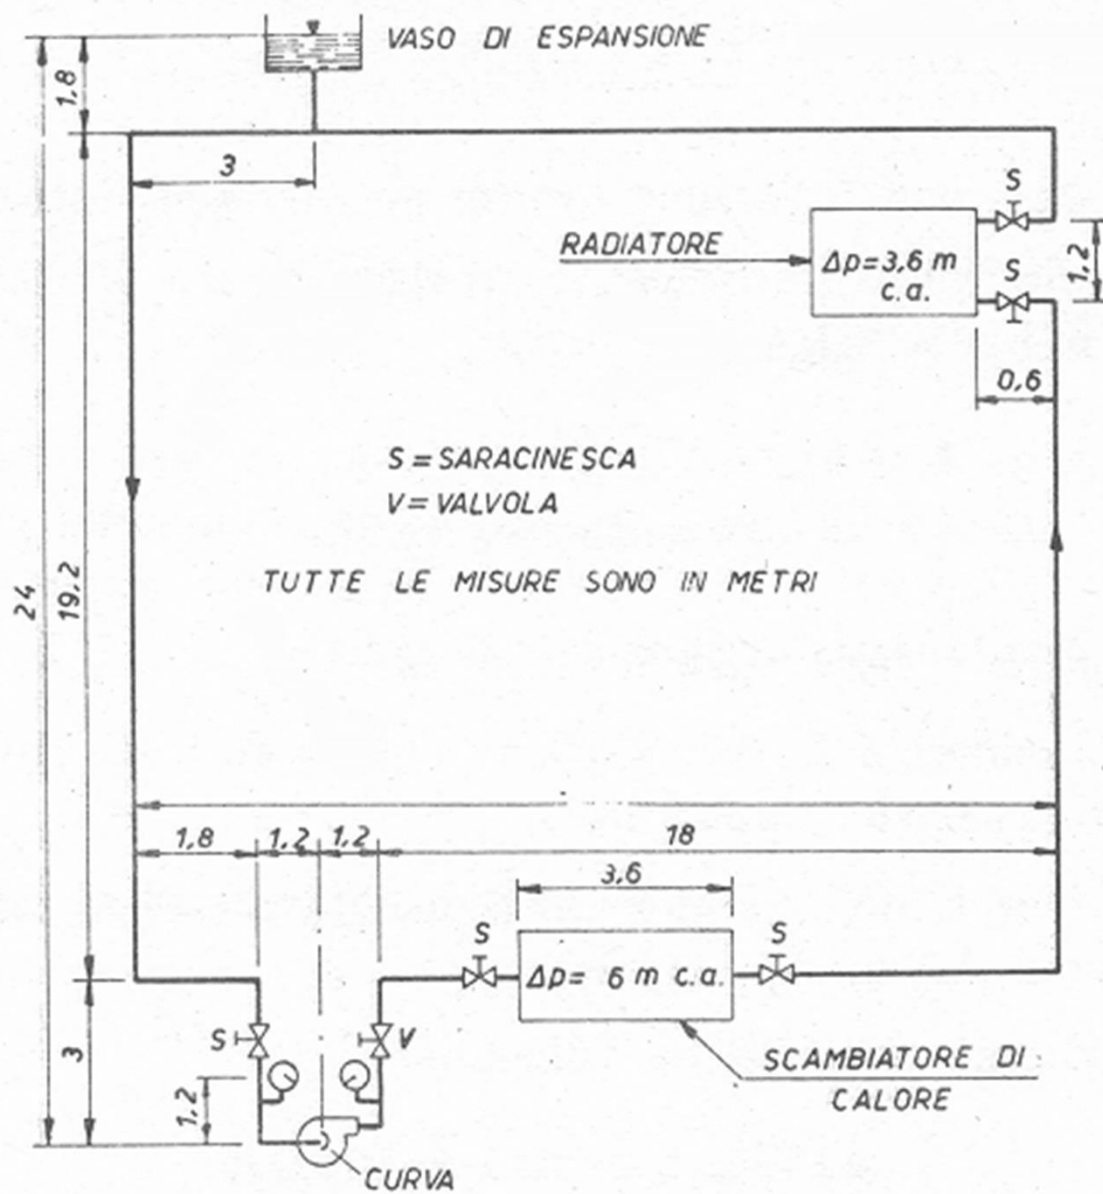 VASO DI ESPANSIONE
1,8
3
S
RADIATORE
Δp=3,6 m
c.a.
S
1,2
0,6
S = SARACINESCA
V = VALVOLA
TUTTE LE MISURE SONO IN METRI
24
19,2
1,8
1,2
1,2
18
3,6
S
S
Δp= 6 m c.a.
S
V
3
1,2
SCAMBIATORE DI
CALORE
CURVA